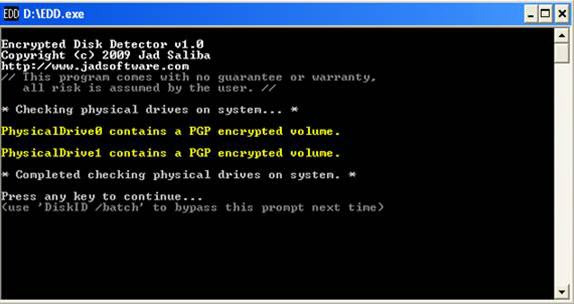 EDD D:\EDD.exe
Encrypted Disk Detector v1.0
Copyright (c) 2009 Jad Saliba
http://www.jadsoftware.com
// This program comes with no guarantee or warranty,
all risk is assumed by the user. //
* Checking physical drives on system... *
PhysicalDrive0 contains a PGP encrypted volume.
PhysicalDrive1 contains a PGP encrypted volume.
* Completed checking physical drives on system. *
Press any key to continue...
(use 'DiskID /batch' to bypass this prompt next time)